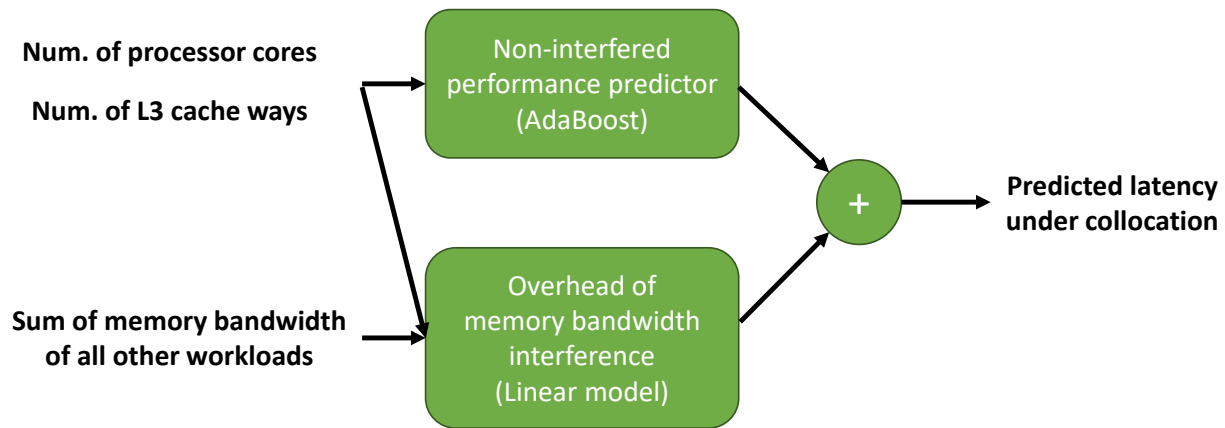 Num. of processor cores
Num. of L3 cache ways
Non-interfered
performance predictor
(AdaBoost)
+
Predicted latency
under collocation
Sum of memory bandwidth
of all other workloads
Overhead of
memory bandwidth
interference
(Linear model)